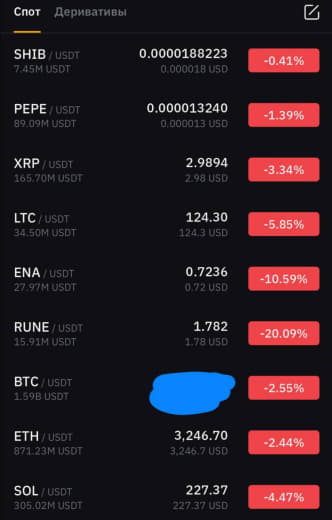 Спот Деривативы
SHIB / USDT 0.0000188223 -0.41%
7.45M USDT 0.000018 USD
PEPE / USDT 0.000013240 -1.39%
89.09M USDT 0.000013 USD
XRP / USDT 2.9894 -3.34%
165.70M USDT 2.98 USD
LTC / USDT 124.30 -5.85%
34.50M USDT 124.3 USD
ENA / USDT 0.7236 -10.59%
27.97M USDT 0.72 USD
RUNE / USDT 1.782 -20.09%
15.91M USDT 1.78 USD
BTC / USDT -2.55%
1.59B USDT
ETH / USDT 3,246.70 -2.44%
871.23M USDT 3,246.7 USD
SOL / USDT 227.37 -4.47%
305.02M USDT 227.37 USD